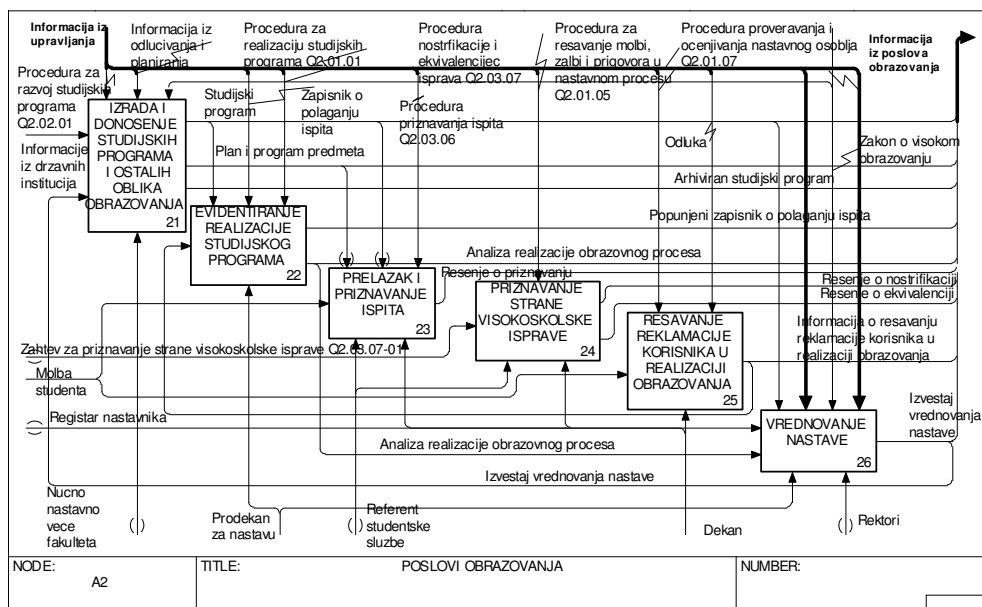 Informacija iz
upravljanja
Informacija iz
odlucivanja i
planiranja
Procedura za
realizaciju studijskih
programa Q2.01.01
Procedura
nostrfikacije i
ekvivalencijec
isprava Q2.03.07
Procedura za
resavanje molbi,
zalbi i prigovora u
nastavnom procesu
Q2.01.05
Procedura proveravanja i
ocenjivanja nastavnog osoblja
Q2.01.07
Informacija
iz poslova
obrazovanja
Procedura za
razvoj studijskih
programa
Q2.02.01
Studijski
program
Zapisnik o
polaganju
ispita
Procedura
priznavanja ispita
Q2.03.06
Odluka
Zakon o visokom
obrazovanju
Informacije
iz drzavnih
institucija
IZRADA I
DONOSENJE
STUDIJSKIH
PROGRAMA
I OSTALIH
OBLIKA
OBRAZOVANJA
21
Plan i program predmeta
Arhiviran studijski program
EVIDENTIRANJE
REALIZACIJE
STUDIJSKOG
PROGRAMA
22
Popunjeni zapisnik o polaganju ispita
Analiza realizacije obrazovnog procesa
PRELAZAK I
PRIZNAVANJE
ISPITA
23
Resenje o priznavanju
PRIZNAVANJE
STRANE
VISOKOSKOLSKE
ISPRAVE
24
Resenje o nostrifikaciji
Resenje o ekvivalenciji
RESAVANJE
REKLAMACIJE
KORISNIKA U
REALIZACIJI
OBRAZOVANJA
25
Informacija o resavanju
reklamacije korisnika u
realizaciji obrazovanja
Zahtev za priznavanje strane visokoskolske isprave Q2.03.07-01
Molba
studenta
Registar nastavnika
VREDNOVANJE
NASTAVE
26
Izvestaj
vrednovanja
nastave
Analiza realizacije obrazovnog procesa
Izvestaj vrednovanja nastave
Nucno
nastavno
vece
fakulteta
Prodekan
za nastavu
Referent
studentske
sluzbe
Dekan
Rektori
NODE:
A2
TITLE:
POSLOVI OBRAZOVANJA
NUMBER: